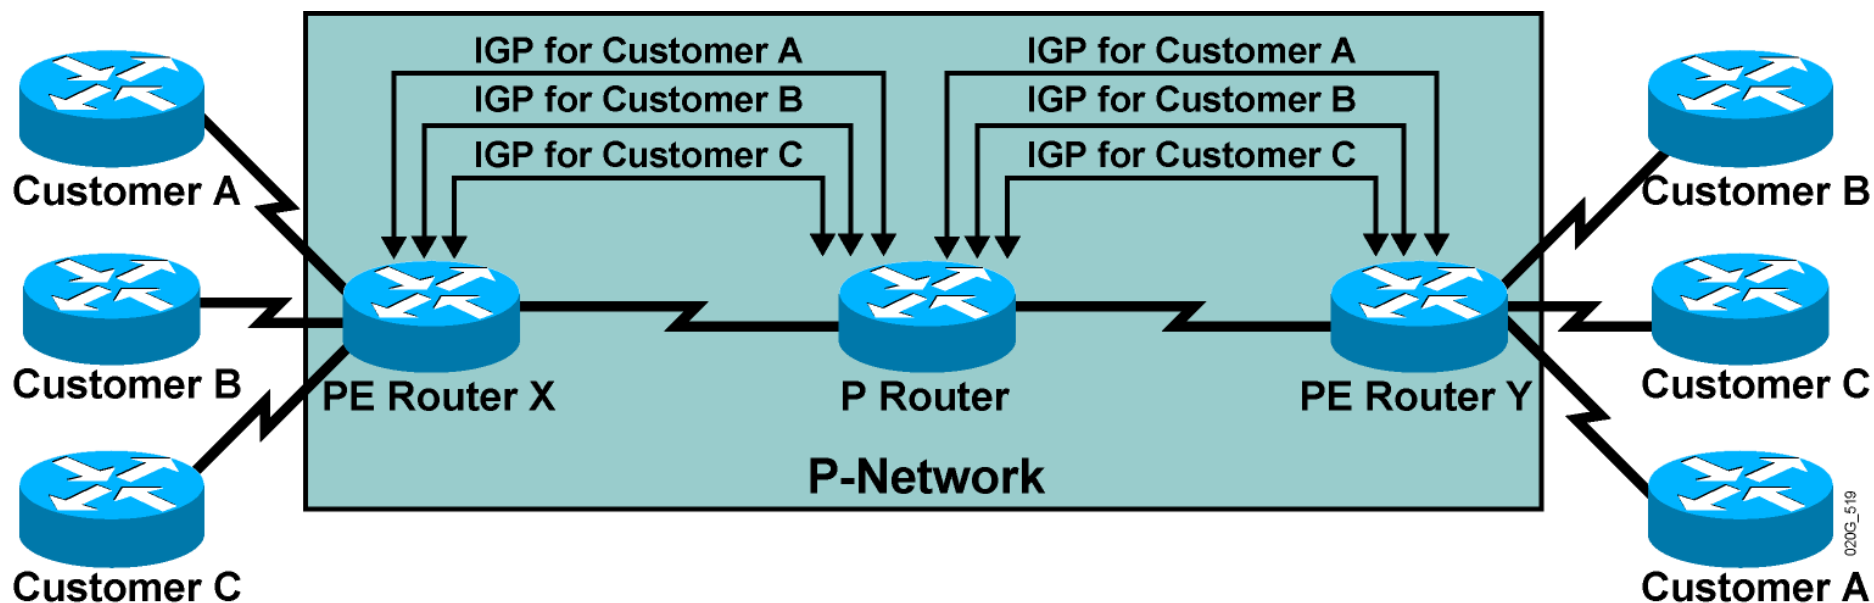 IGP for Customer A
IGP for Customer A
IGP for Customer B
IGP for Customer B
IGP for Customer C
IGP for Customer C
Customer A
Customer B
Customer B
Customer C
PE Router X
P Router
PE Router Y
P-Network
Customer C
Customer A
020G_519